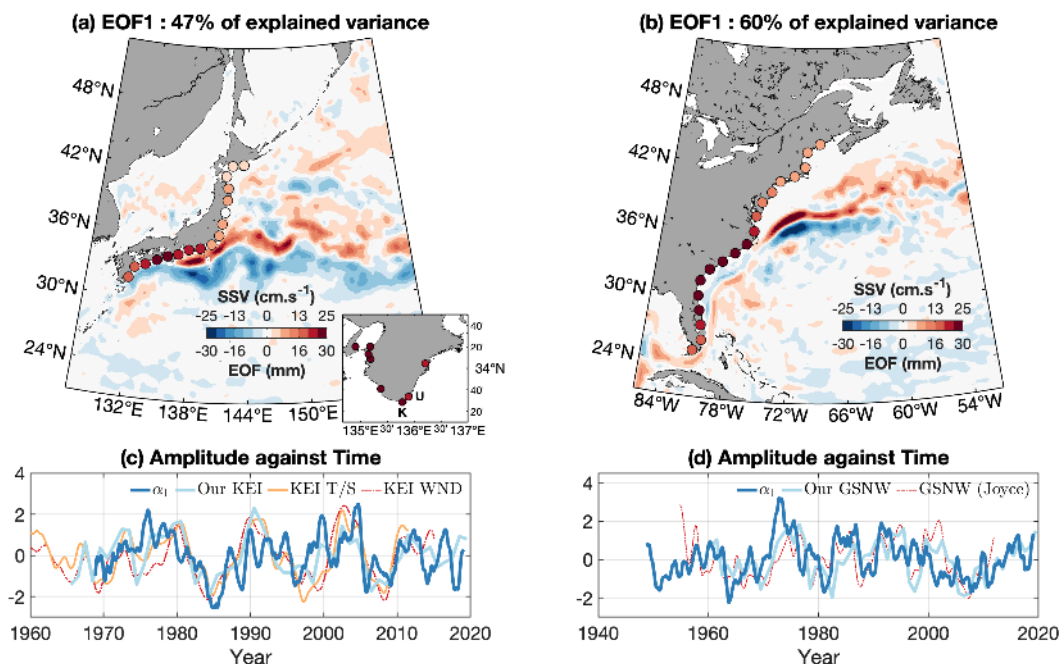 (a) EOF1 : 47% of explained variance
48°N
42°N
36°N
30°N
24°N
132°E 138°E 144°E 150°E
SSV (cm.s⁻¹)
-25 -13 0 13 25
-30 -16 0 16 30
EOF (mm)
40
20
34°N
40
20
U
K
135°E 30' 136°E 30' 137°E
(b) EOF1 : 60% of explained variance
48°N
42°N
36°N
30°N
24°N
84°W 78°W 72°W 66°W 60°W 54°W
SSV (cm.s⁻¹)
-25 -13 0 13 25
-30 -16 0 16 30
EOF (mm)
(c) Amplitude against Time
α₁ Our KEI KEI T/S KEI WND
4
2
0
-2
1960 1970 1980 1990 2000 2010 2020
Year
(d) Amplitude against Time
α₁ Our GSNW GSNW (Joyce)
4
2
0
-2
1940 1960 1980 2000 2020
Year